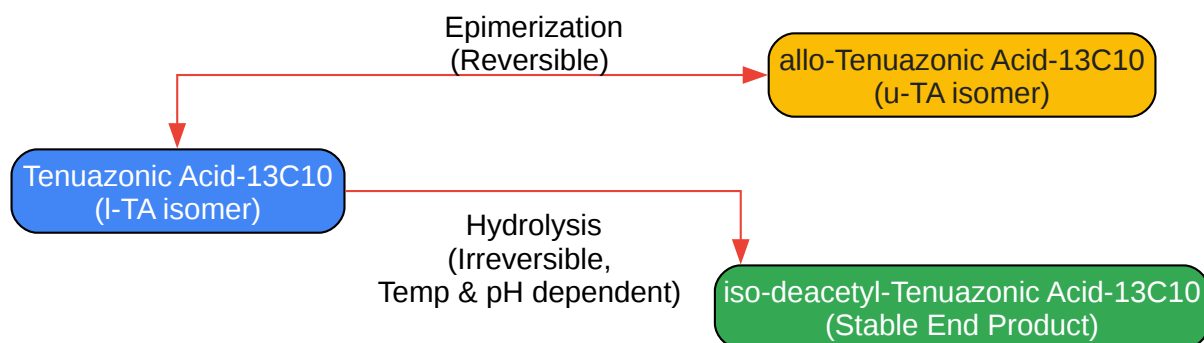 Epimerization
(Reversible)
allo-Tenuazonic Acid-13C10
(u-TA isomer)
Tenuazonic Acid-13C10
(l-TA isomer)
Hydrolysis
(Irreversible,
Temp & pH dependent)
iso-deacetyl-Tenuazonic Acid-13C10
(Stable End Product)